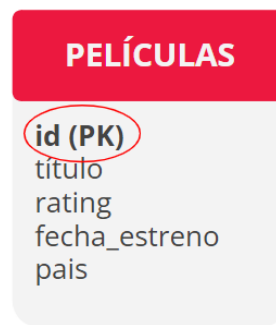 PELÍCULAS
id (PK)
título
rating
fecha_estreno
pais